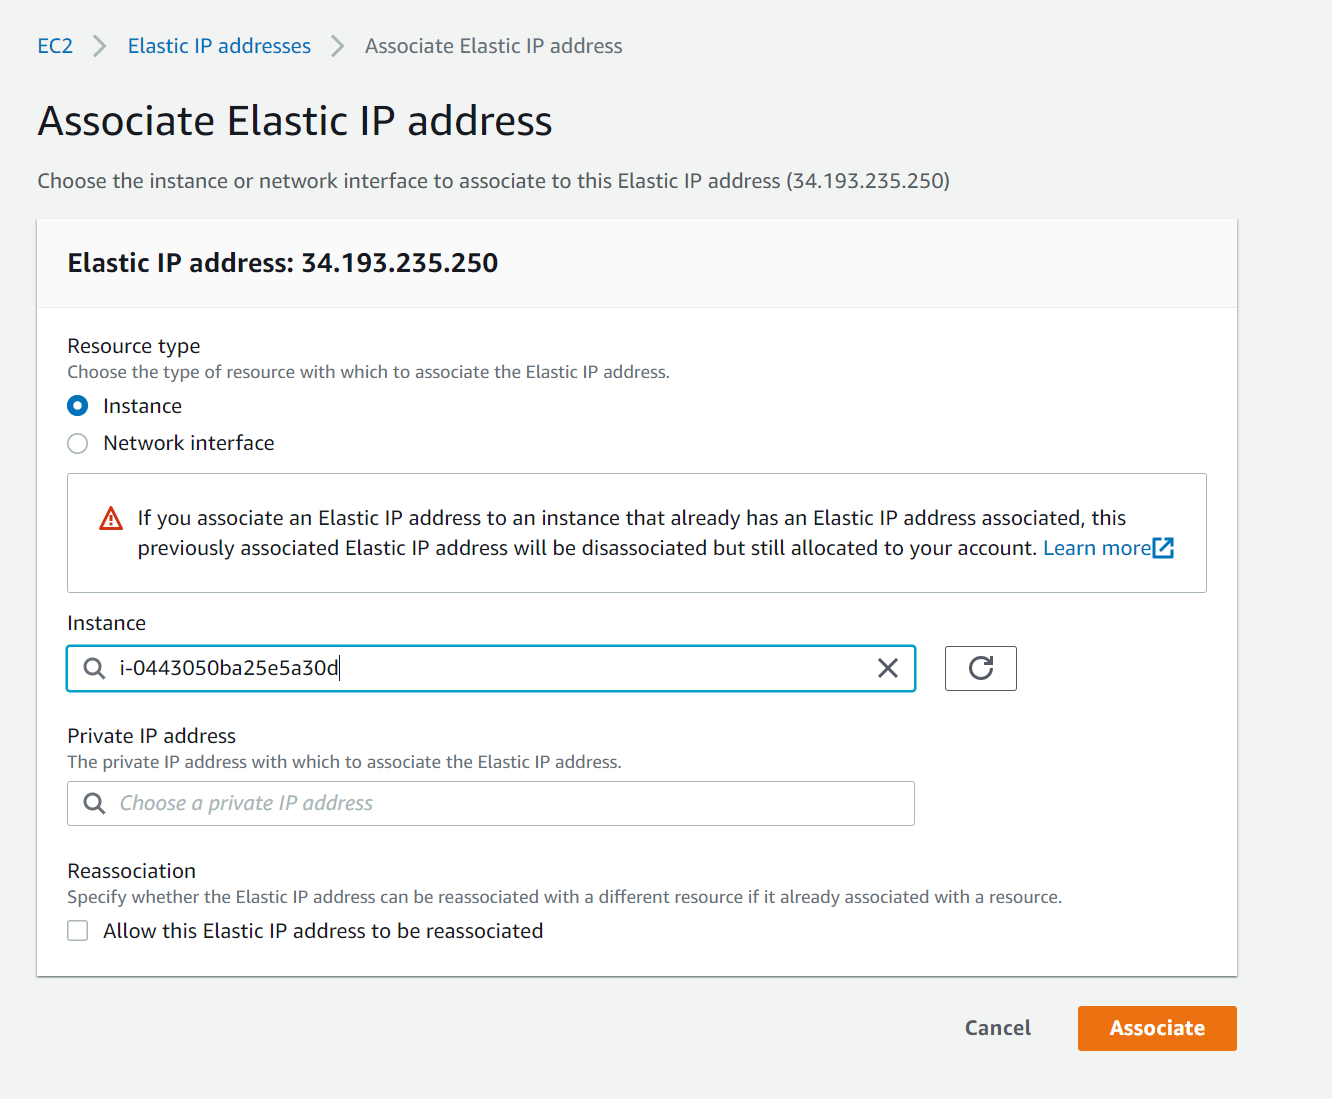 EC2 > Elastic IP addresses > Associate Elastic IP address
Associate Elastic IP address
Choose the instance or network interface to associate to this Elastic IP address (34.193.235.250)
Elastic IP address: 34.193.235.250
Resource type
Choose the type of resource with which to associate the Elastic IP address.
Instance
Network interface
If you associate an Elastic IP address to an instance that already has an Elastic IP address associated, this
previously associated Elastic IP address will be disassociated but still allocated to your account. Learn more
Instance
i-0443050ba25e5a30d
Private IP address
The private IP address with which to associate the Elastic IP address.
Choose a private IP address
Reassociation
Specify whether the Elastic IP address can be reassociated with a different resource if it already associated with a resource.
Allow this Elastic IP address to be reassociated
Cancel
Associate